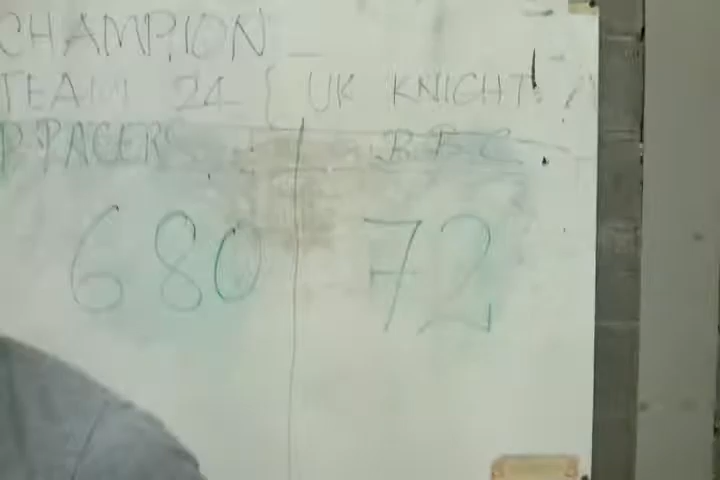 CHAMPION
TEAM 24 { UK KNIGHT
P.PACERS B.B.C
680 72